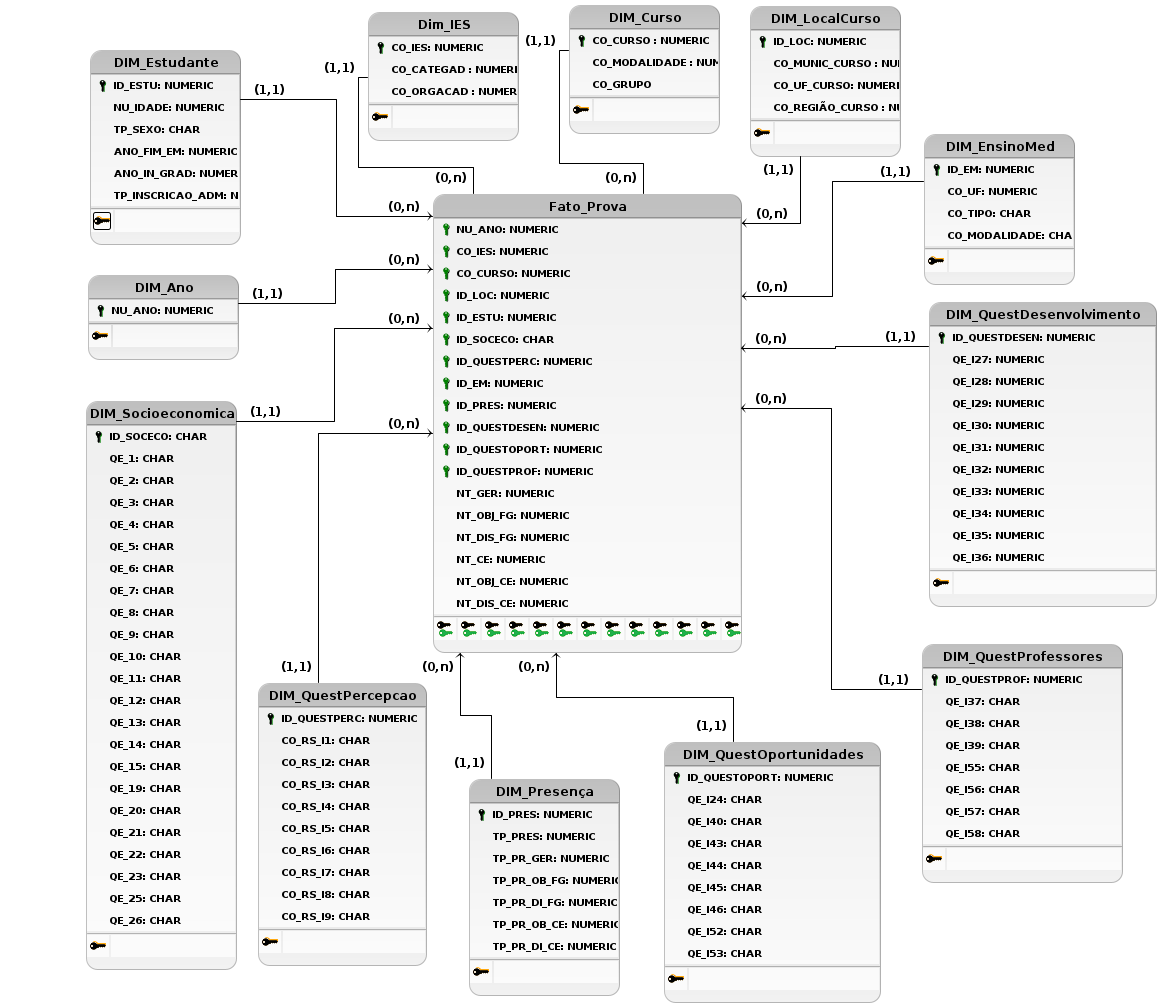 DIM_Estudante
ID_ESTU: NUMERIC
NU_IDADE: NUMERIC
TP_SEXO: CHAR
ANO_FIM_EM: NUMERIC
ANO_IN_GRAD: NUMER
TP_INSCRICAO_ADM: N
(1,1)
(0,n)
Dim_IES
CO_IES: NUMERIC
CO_CATEGAD : NUMERI
CO_ORGACAD : NUMER
(1,1)
(0,n)
DIM_Curso
CO_CURSO : NUMERIC
CO_MODALIDADE : NUM
CO_GRUPO
(1,1)
(0,n)
DIM_LocalCurso
ID_LOC: NUMERIC
CO_MUNIC_CURSO : NU
CO_UF_CURSO: NUMERI
CO_REGIÃO_CURSO : NU
(1,1)
(0,n)
DIM_EnsinoMed
ID_EM: NUMERIC
CO_UF: NUMERIC
CO_TIPO: CHAR
CO_MODALIDADE: CHA
(1,1)
(0,n)
Fato_Prova
NU_ANO: NUMERIC
CO_IES: NUMERIC
CO_CURSO: NUMERIC
ID_LOC: NUMERIC
ID_ESTU: NUMERIC
ID_SOCECO: CHAR
ID_QUESTPERC: NUMERIC
ID_EM: NUMERIC
ID_PRES: NUMERIC
ID_QUESTDESEN: NUMERIC
ID_QUESTOPORT: NUMERIC
ID_QUESTPROF: NUMERIC
NT_GER: NUMERIC
NT_OBJ_FG: NUMERIC
NT_DIS_FG: NUMERIC
NT_CE: NUMERIC
NT_OBJ_CE: NUMERIC
NT_DIS_CE: NUMERIC
DIM_Ano
NU_ANO: NUMERIC
(1,1)
(0,n)
DIM_QuestDesenvolvimento
ID_QUESTDESEN: NUMERIC
QE_I27: NUMERIC
QE_I28: NUMERIC
QE_I29: NUMERIC
QE_I30: NUMERIC
QE_I31: NUMERIC
QE_I32: NUMERIC
QE_I33: NUMERIC
QE_I34: NUMERIC
QE_I35: NUMERIC
QE_I36: NUMERIC
(1,1)
(0,n)
DIM_Socioeconomica
ID_SOCECO: CHAR
QE_1: CHAR
QE_2: CHAR
QE_3: CHAR
QE_4: CHAR
QE_5: CHAR
QE_6: CHAR
QE_7: CHAR
QE_8: CHAR
QE_9: CHAR
QE_10: CHAR
QE_11: CHAR
QE_12: CHAR
QE_13: CHAR
QE_14: CHAR
QE_15: CHAR
QE_19: CHAR
QE_20: CHAR
QE_21: CHAR
QE_22: CHAR
QE_23: CHAR
QE_25: CHAR
QE_26: CHAR
(1,1)
(0,n)
DIM_QuestPercepcao
ID_QUESTPERC: NUMERIC
CO_RS_I1: CHAR
CO_RS_I2: CHAR
CO_RS_I3: CHAR
CO_RS_I4: CHAR
CO_RS_I5: CHAR
CO_RS_I6: CHAR
CO_RS_I7: CHAR
CO_RS_I8: CHAR
CO_RS_I9: CHAR
(1,1)
(0,n)
DIM_Presença
ID_PRES: NUMERIC
TP_PRES: NUMERIC
TP_PR_GER: NUMERIC
TP_PR_OB_FG: NUMERIC
TP_PR_DI_FG: NUMERIC
TP_PR_OB_CE: NUMERIC
TP_PR_DI_CE: NUMERIC
(1,1)
(0,n)
DIM_QuestOportunidades
ID_QUESTOPORT: NUMERIC
QE_I24: CHAR
QE_I40: CHAR
QE_I43: CHAR
QE_I44: CHAR
QE_I45: CHAR
QE_I46: CHAR
QE_I52: CHAR
QE_I53: CHAR
(1,1)
(0,n)
DIM_QuestProfessores
ID_QUESTPROF: NUMERIC
QE_I37: CHAR
QE_I38: CHAR
QE_I39: CHAR
QE_I55: CHAR
QE_I56: CHAR
QE_I57: CHAR
QE_I58: CHAR
(1,1)
(0,n)